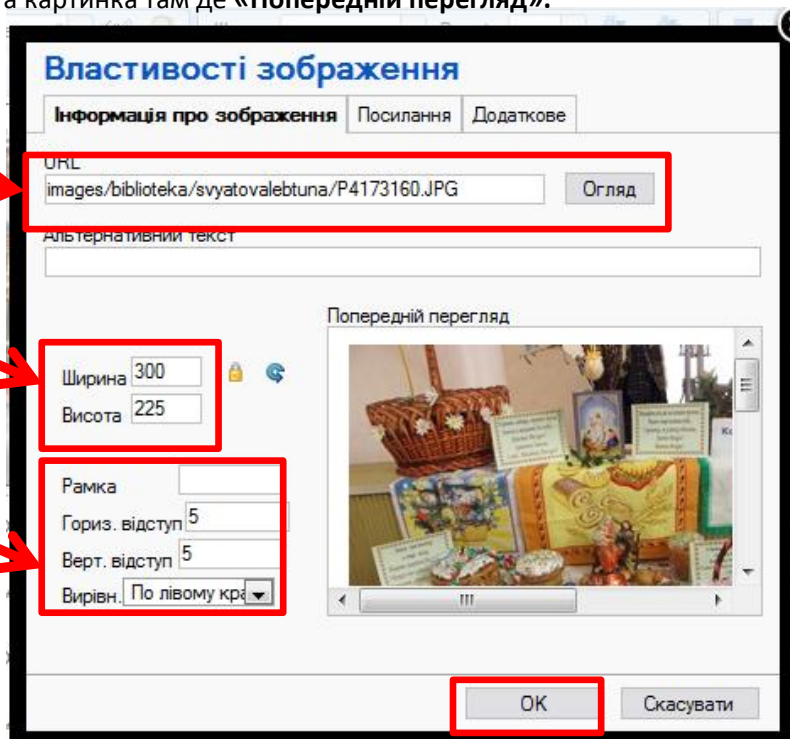 а картинка там де «Попередній перегляд».
Властивості зображення
Інформація про зображення Посилання Додаткове
URL
images/biblioteka/svyatovalebtuna/P4173160.JPG Огляд
Альтернативний текст
Попередній перегляд
Ширина 300
Висота 225
Рамка
Гориз. відступ 5
Верт. відступ 5
Вирівн. По лівому кра
OK Скасувати